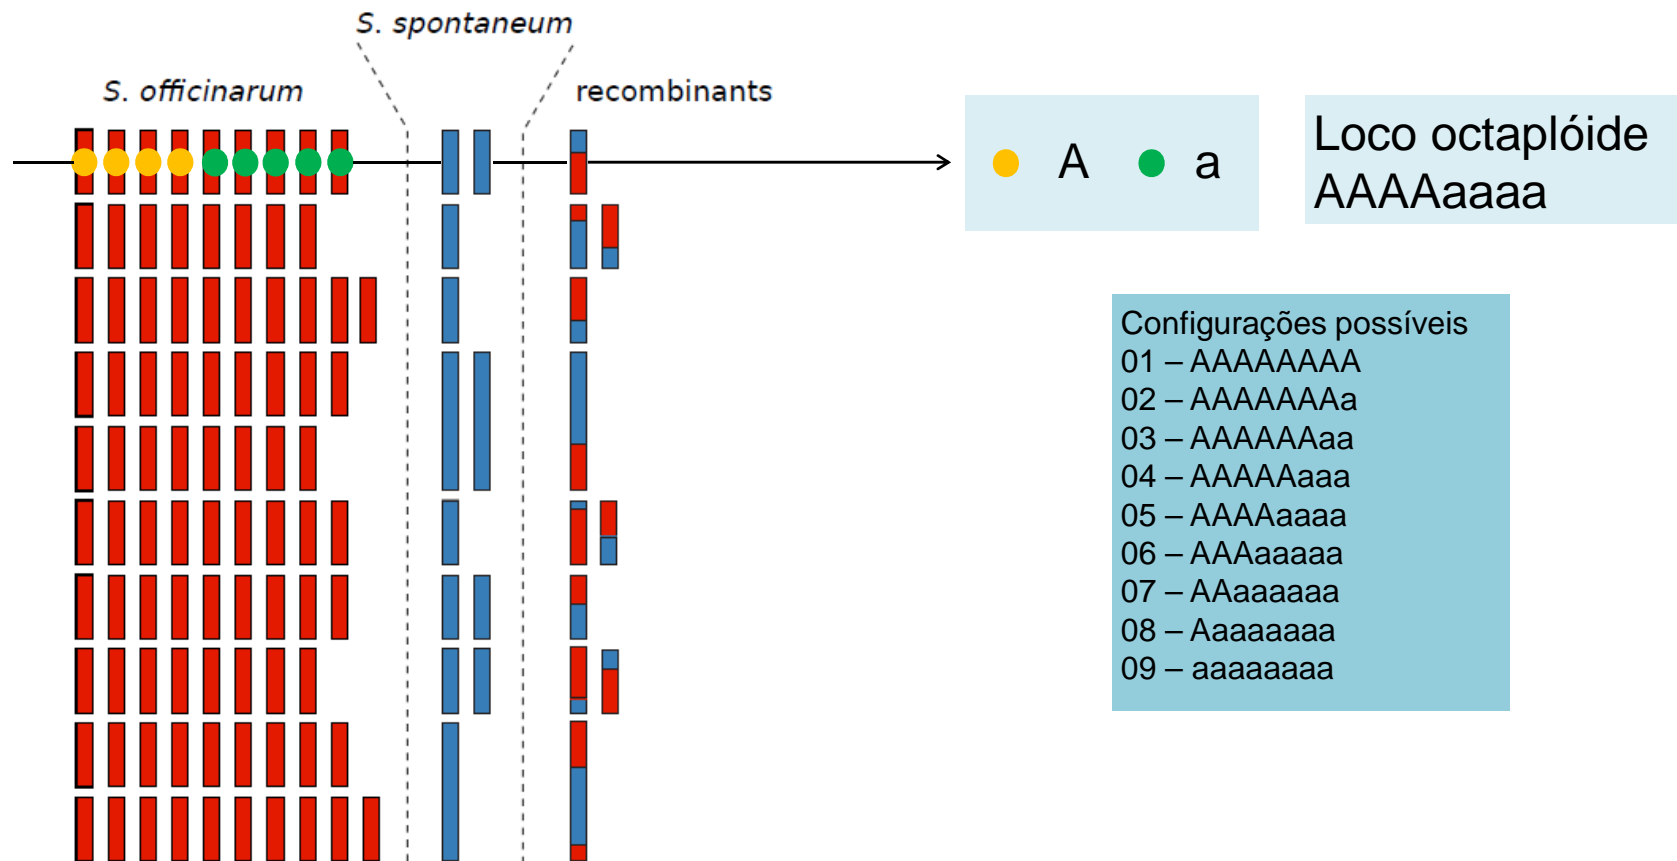 S. spontaneum
S. officinarum
recombinants
A a
Loco octaplóide
AAAAaaaa
Configurações possíveis
01 – AAAAAAAA
02 – AAAAAAAa
03 – AAAAAAaa
04 – AAAAAaaa
05 – AAAAaaaa
06 – AAAaaaaa
07 – AAaaaaaa
08 – Aaaaaaaa
09 – aaaaaaaa